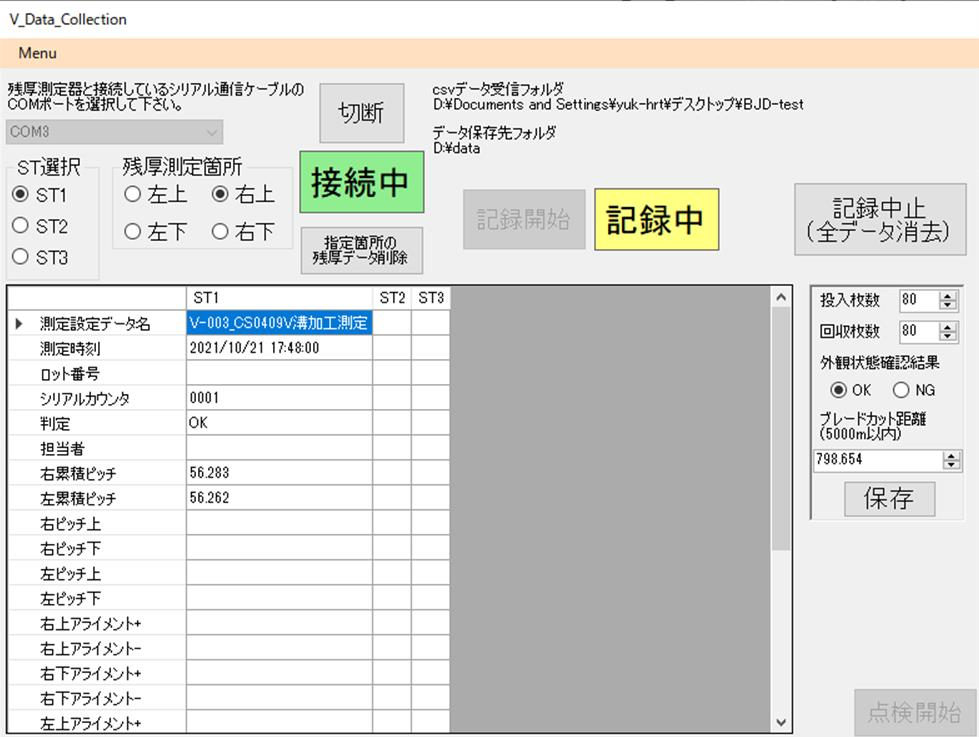 V_Data_Collection
Menu
残厚測定器と接続しているシリアル通信ケーブルの
COMポートを選択して下さい。
COM3
切断
csvデータ受信フォルダ
D:¥Documents and Settings¥yuk-hrt¥デスクトップ¥BJD-test
データ保存先フォルダ
D:¥data
ST選択
ST1
ST2
ST3
残厚測定箇所
左上 右上
左下 右下
接続中
指定箇所の
残厚データ削除
記録開始
記録中
記録中止
(全データ消去)
ST1 ST2 ST3
測定設定データ名 V-003_CS0409V溝加工測定
測定時刻 2021/10/21 17:48:00
ロット番号
シリアルカウンタ 0001
判定 OK
担当者
右累積ピッチ 56.283
左累積ピッチ 56.262
右ピッチ上
右ピッチ下
左ピッチ上
左ピッチ下
右上アライメント+
右上アライメント-
右下アライメント+
右下アライメント-
左上アライメント+
投入枚数 80
回収枚数 80
外観状態確認結果
OK NG
ブレードカット距離
(5000m以内)
798.654
保存
点検開始